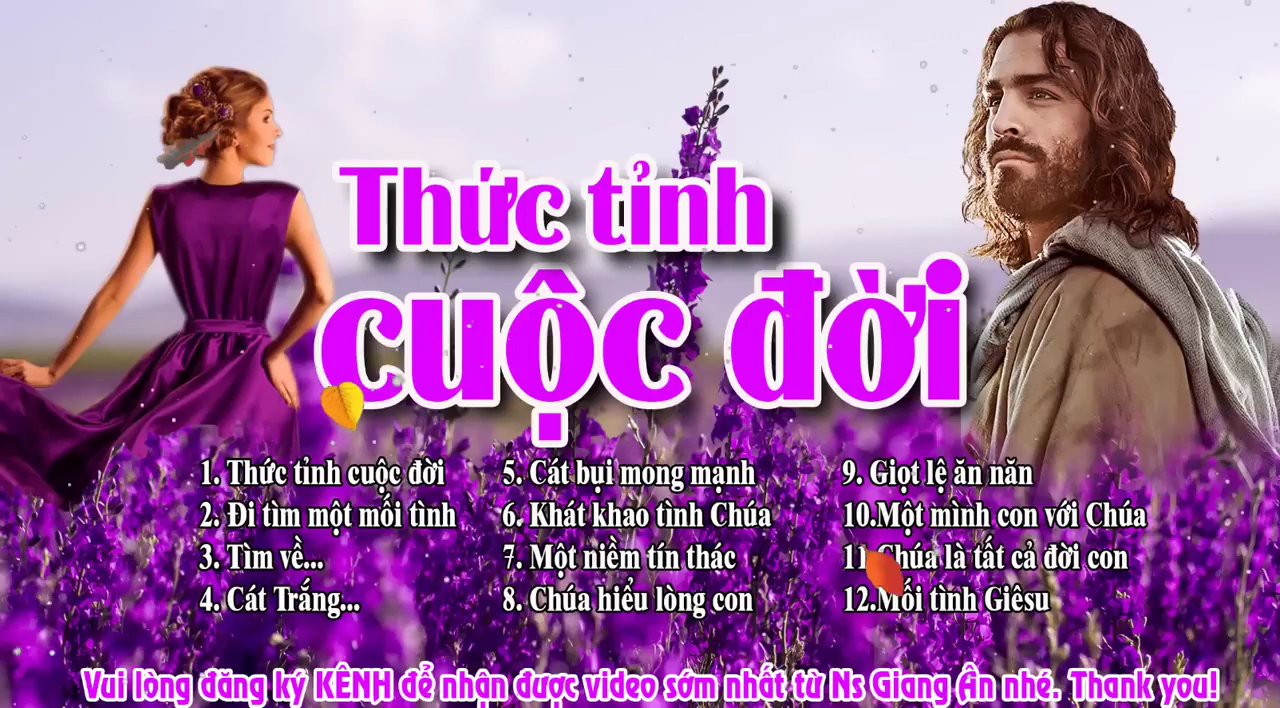 Thức tỉnh
cuộc đời
1. Thức tỉnh cuộc đời
2. Đi tìm một mối tình
3. Tìm về...
4. Cát Trắng...
5. Cát bụi mong mạnh
6. Khát khao tình Chúa
7. Một niềm tín thác
8. Chúa hiểu lòng con
9. Giọt lệ ăn năn
10.Một mình con với Chúa
11.Chúa là tất cả đời con
12.Mối tình Giêsu
Vui lòng đăng ký KÊNH để nhận được video sớm nhất từ Ns Giang Ân nhé. Thank you!